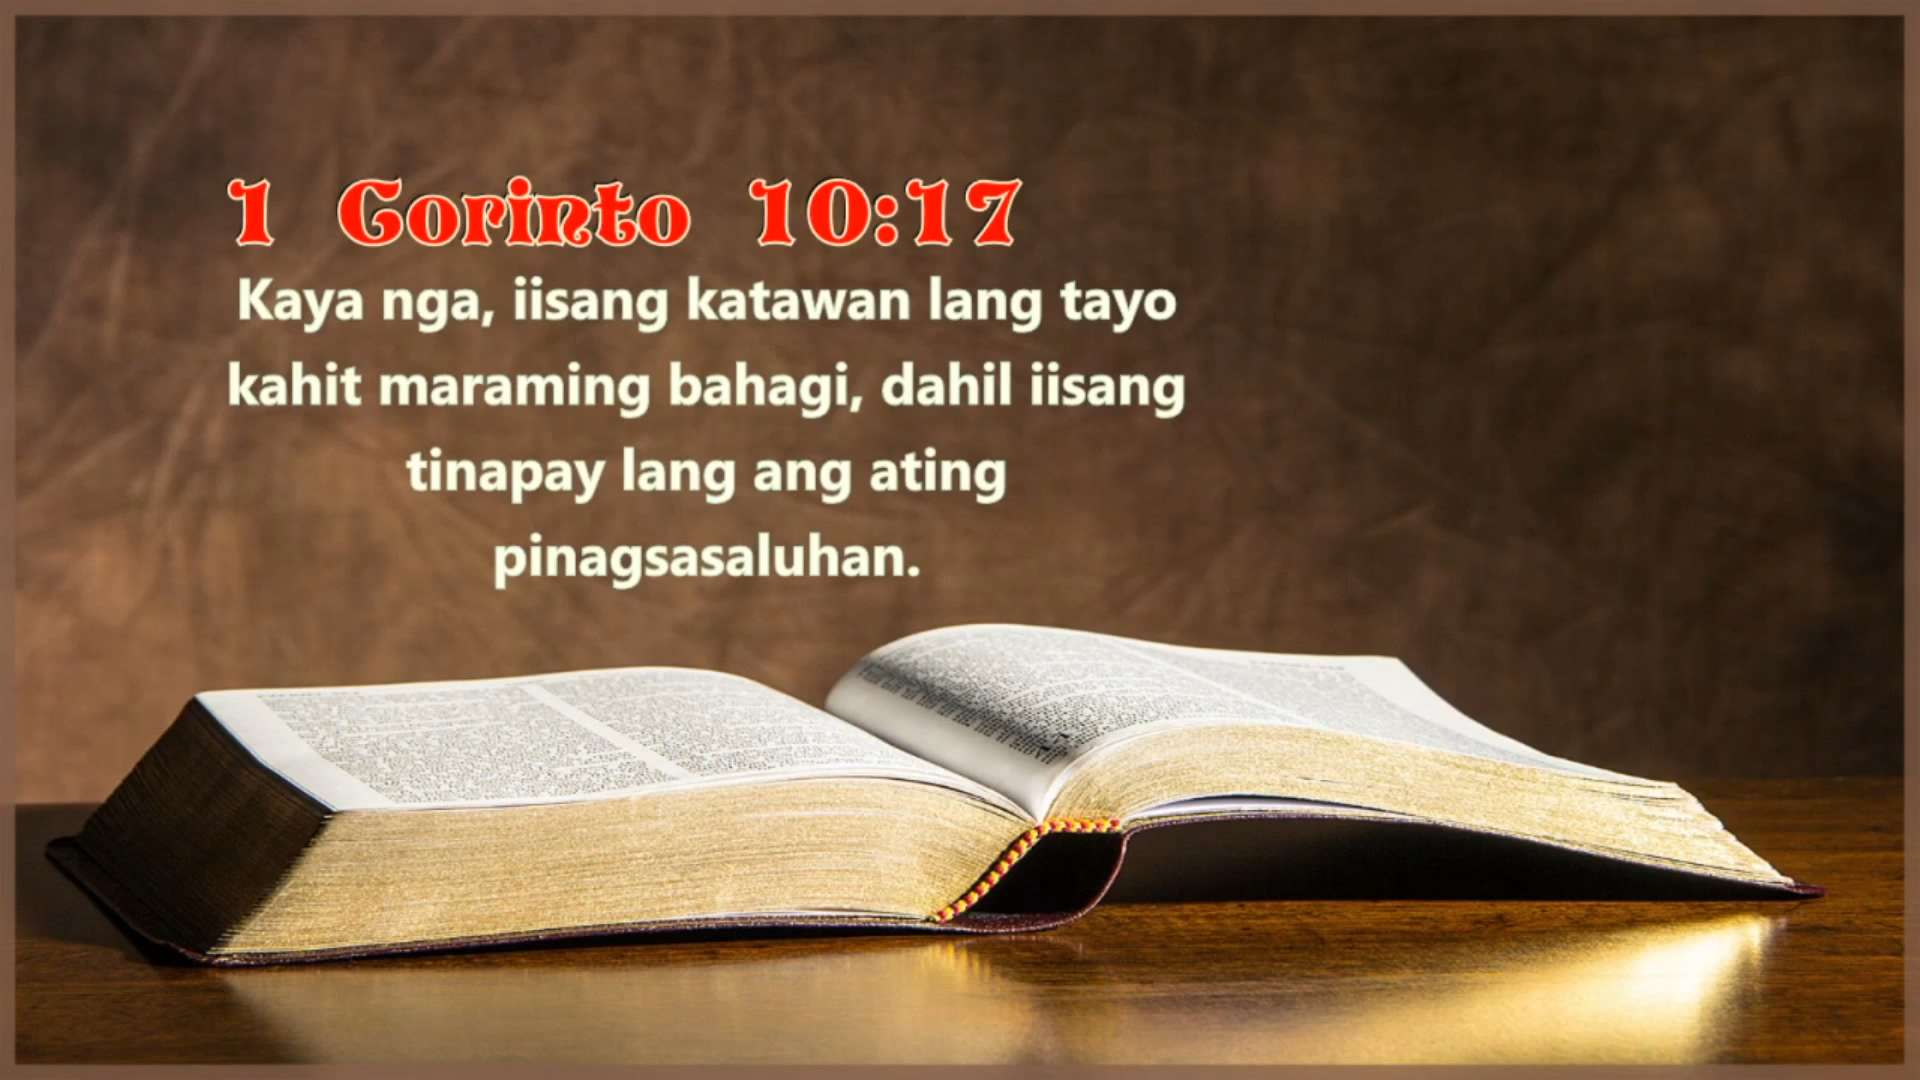 1 Corinto 10:17
Kaya nga, iisang katawan lang tayo
kahit maraming bahagi, dahil iisang
tinapay lang ang ating
pinagsasaluhan.